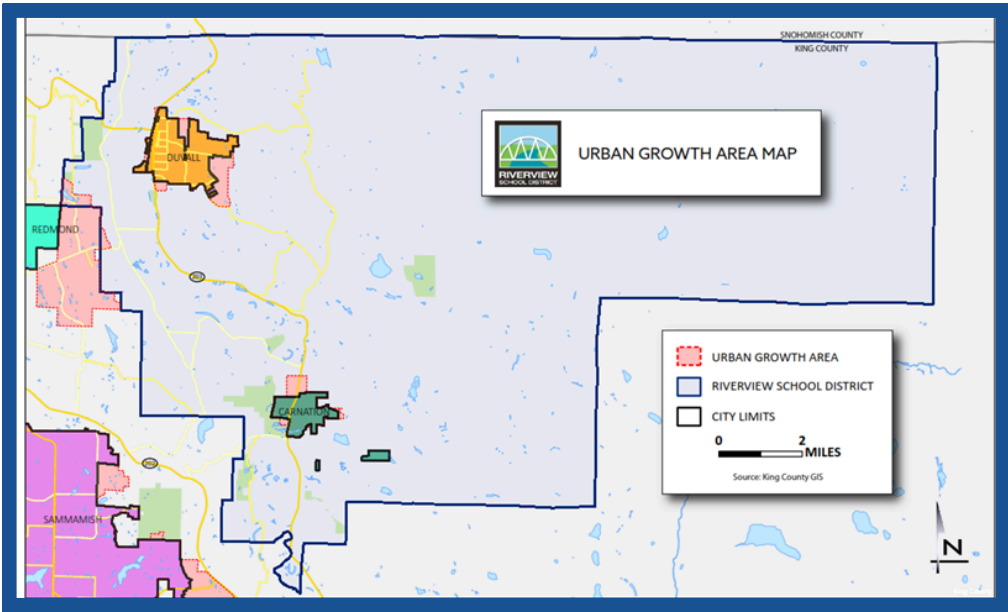 SNOHOMISH COUNTY
KING COUNTY
DUVALL
RIVERVIEW
SCHOOL DISTRICT
URBAN GROWTH AREA MAP
REDMOND
URBAN GROWTH AREA
RIVERVIEW SCHOOL DISTRICT
CITY LIMITS
0 2
MILES
Source: King County GIS
CARNATION
SAMMAMISH
N